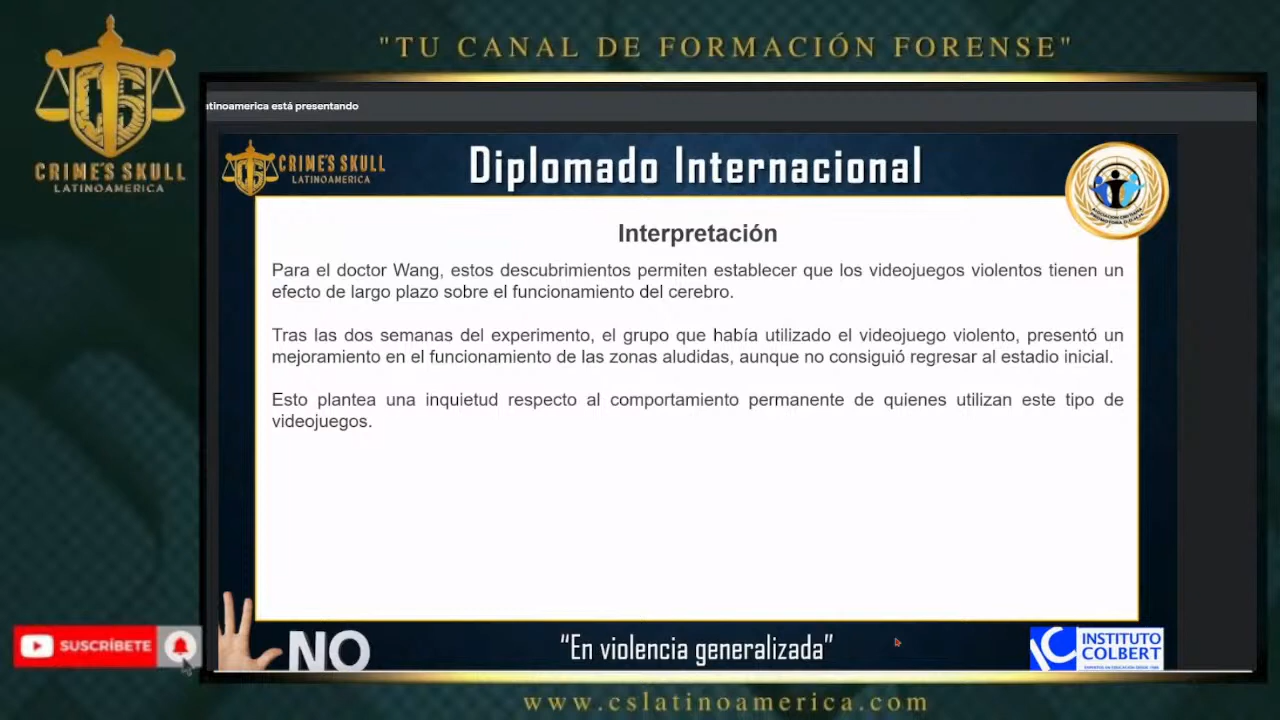 "TU CANAL DE FORMACIÓN FORENSE"
CS
CRIME'S SKULL
LATINOAMERICA
atinoamerica está presentando
CRIME'S SKULL
LATINOAMERICA
Diplomado Internacional
Interpretación
Para el doctor Wang, estos descubrimientos permiten establecer que los videojuegos violentos tienen un
efecto de largo plazo sobre el funcionamiento del cerebro.
Tras las dos semanas del experimento, el grupo que había utilizado el videojuego violento, presentó un
mejoramiento en el funcionamiento de las zonas aludidas, aunque no consiguió regresar al estadio inicial.
Esto plantea una inquietud respecto al comportamiento permanente de quienes utilizan este tipo de
videojuegos.
SUSCRÍBETE
NO
“En violencia generalizada”
INSTITUTO
COLBERT
www.cslatinoamerica.com